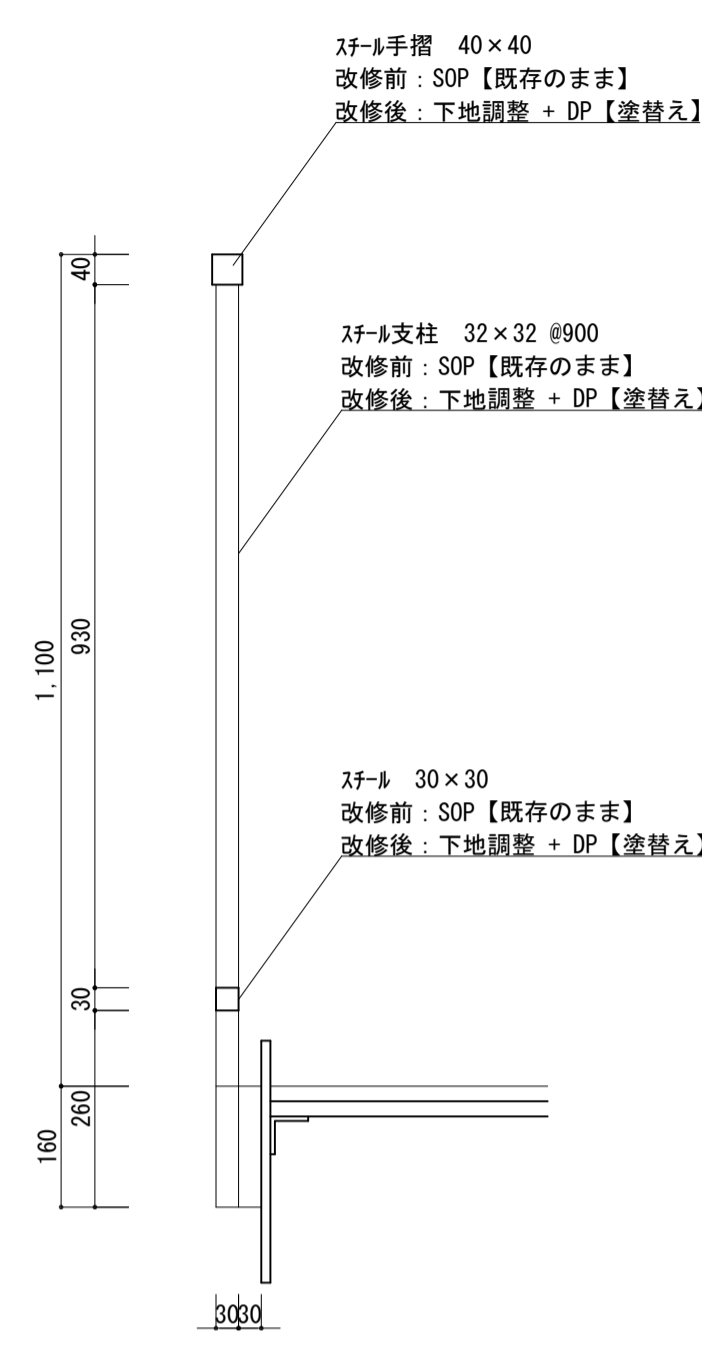 ｽﾁｰﾙ手摺　40×40
改修前：SOP【既存のまま】
改修後：下地調整 + DP【塗替え】
40
ｽﾁｰﾙ支柱　32×32 @900
改修前：SOP【既存のまま】
改修後：下地調整 + DP【塗替え】
1,100
930
ｽﾁｰﾙ　30×30
改修前：SOP【既存のまま】
改修後：下地調整 + DP【塗替え】
30
260
160
30
30